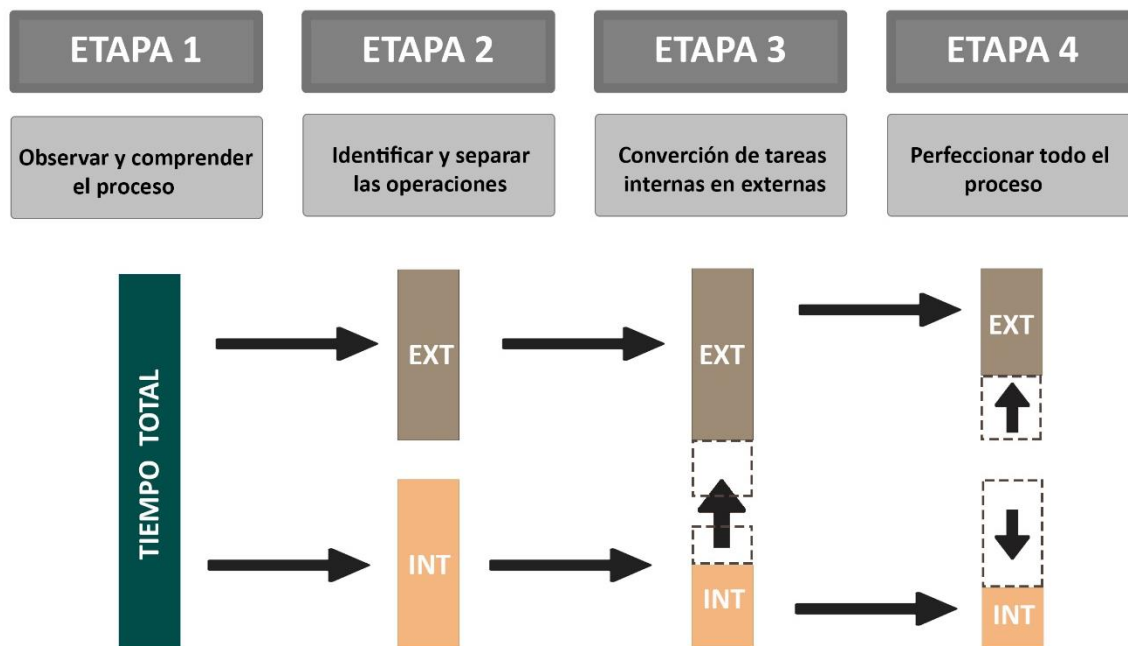 ETAPA 1
ETAPA 2
ETAPA 3
ETAPA 4
Observar y comprender
el proceso
Identificar y separar
las operaciones
Converción de tareas
internas en externas
Perfeccionar todo el
proceso
TIEMPO TOTAL
EXT
EXT
EXT
INT
INT
INT